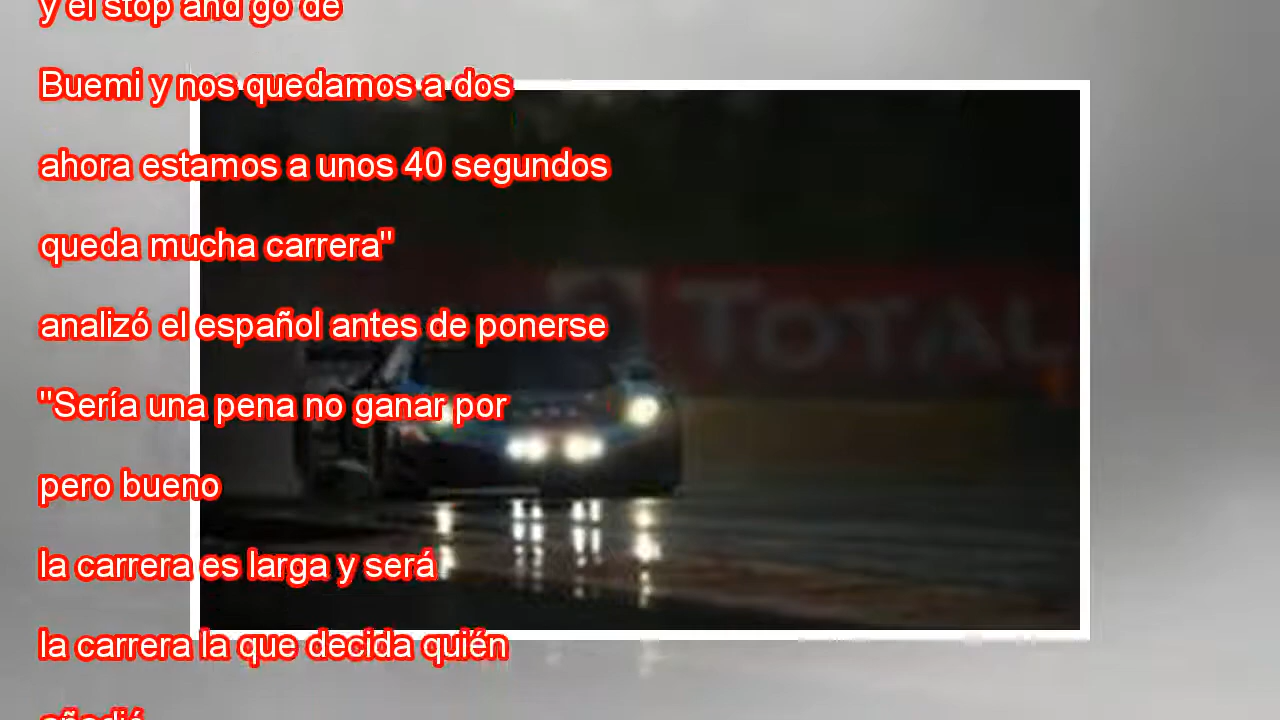 y el stop and go de
Buemi y nos quedamos a dos
ahora estamos a unos 40 segundos
queda mucha carrera"
analizó el español antes de ponerse
"Sería una pena no ganar por
pero bueno
la carrera es larga y será
la carrera la que decida quién
añadió
TOTAL